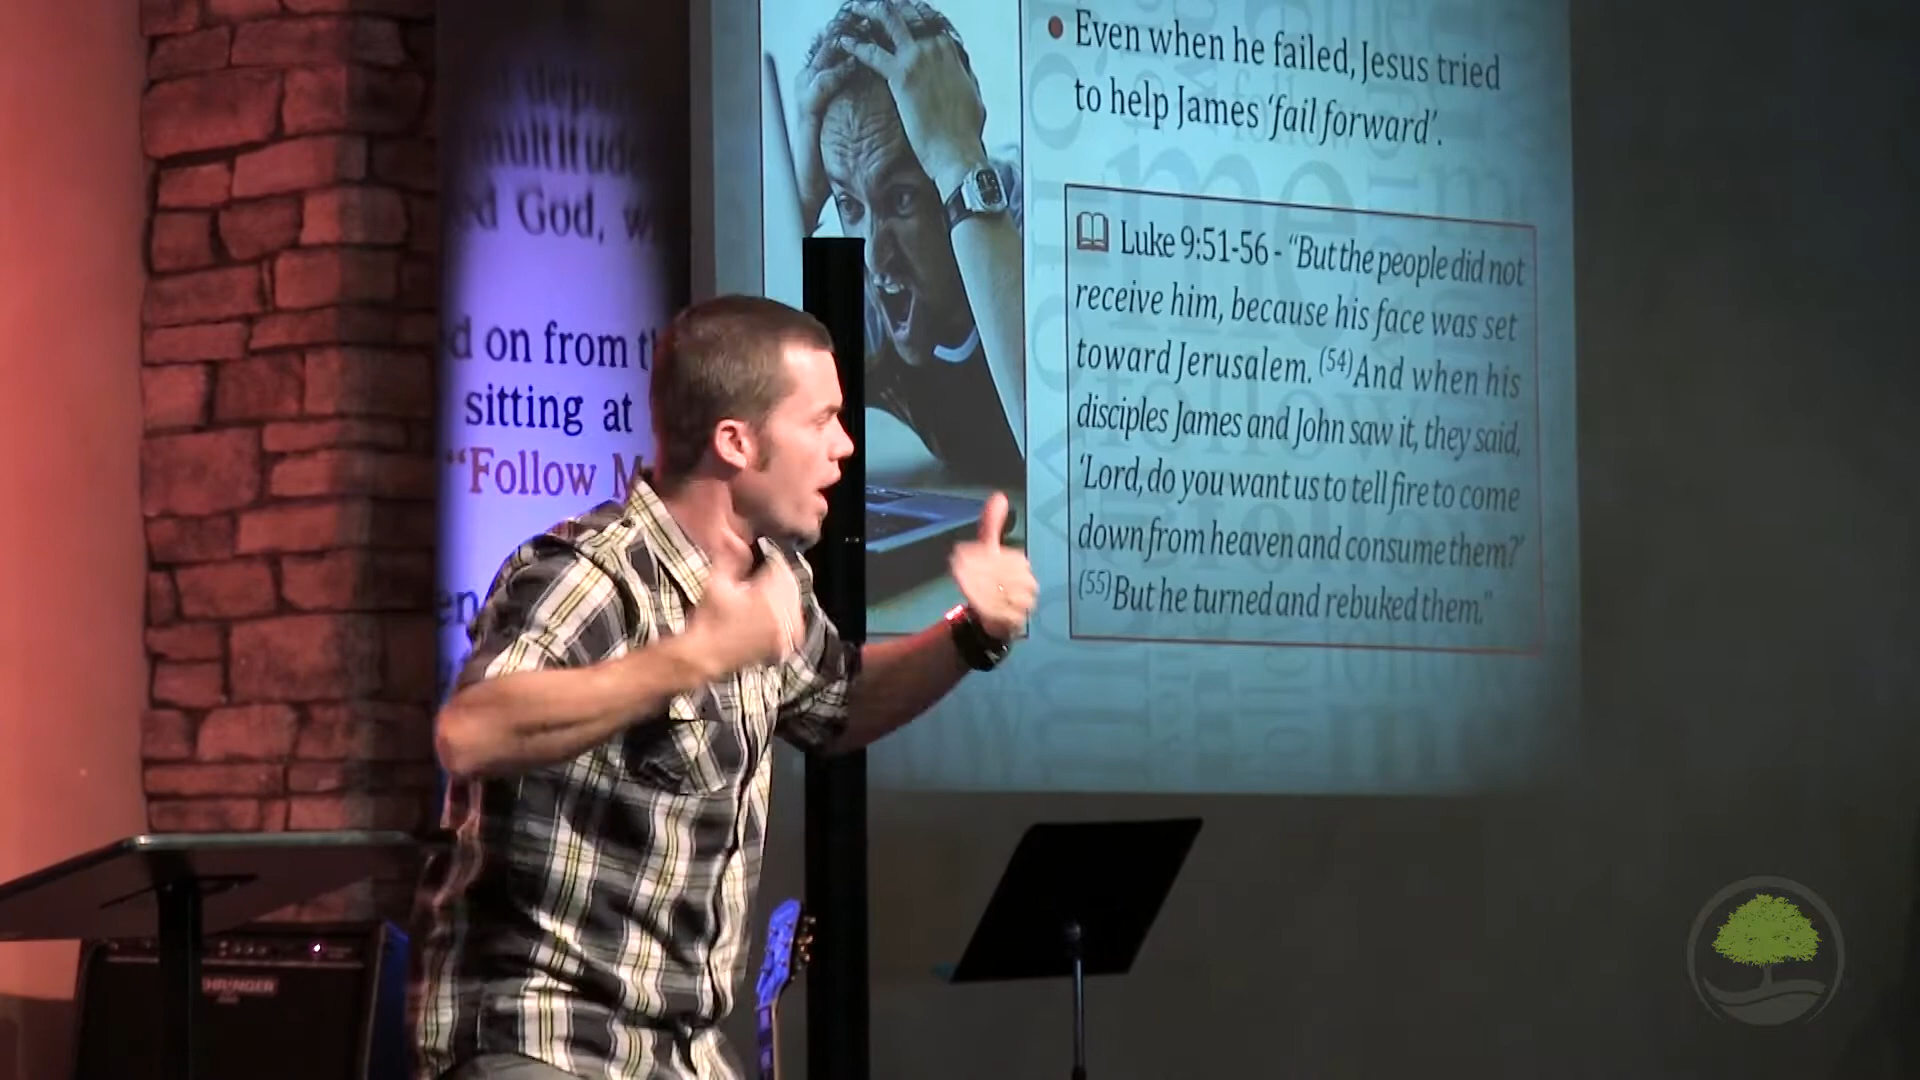 Even when he failed, Jesus tried
to help James ‘fail forward’.
Luke 9:51-56 - “But the people did not
receive him, because his face was set
toward Jerusalem. (54)And when his
disciples James and John saw it, they said,
‘Lord, do you want us to tell fire to come
down from heaven and consume them?’
(55)But he turned and rebuked them."
multitude
God,
on from
sitting at
“Follow